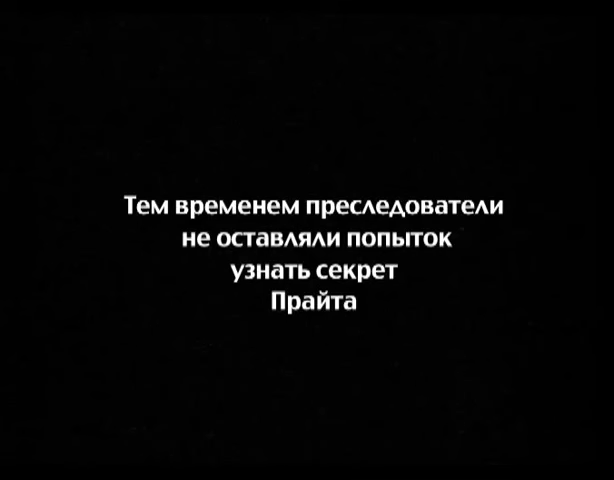 Тем временем преследователи
не оставляли попыток
узнать секрет
Прайта